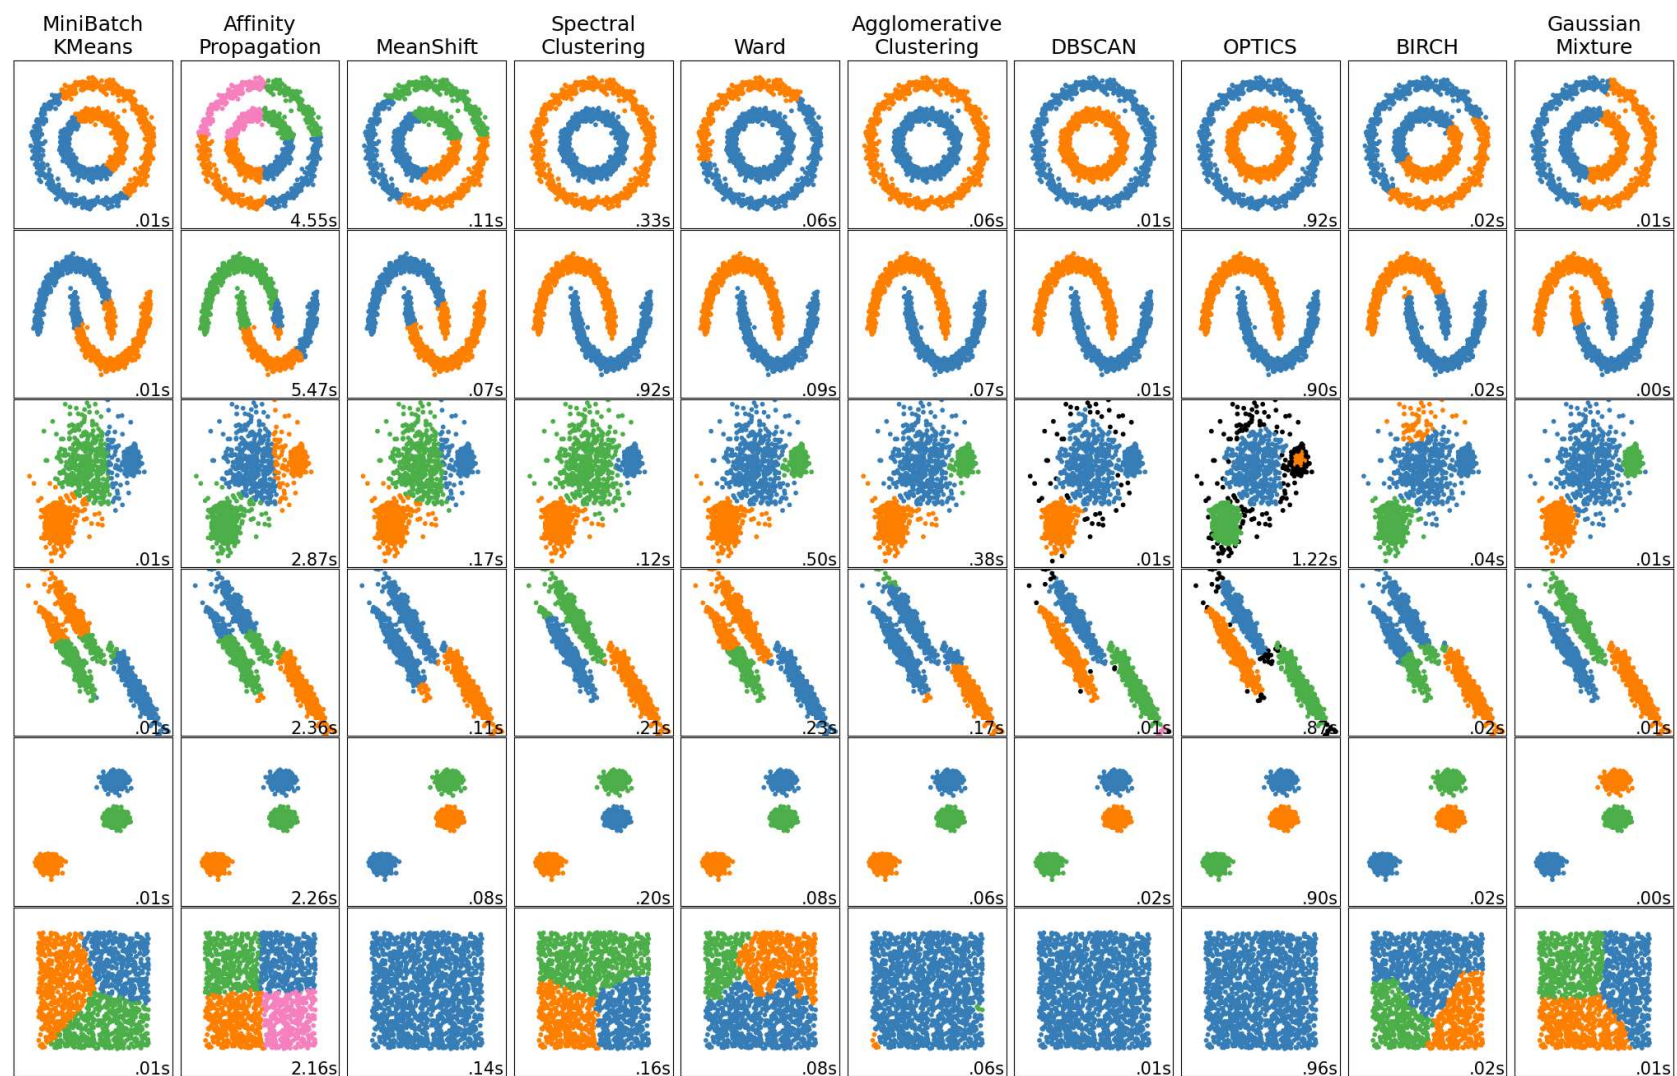 MiniBatch
KMeans
Affinity
Propagation
MeanShift
Spectral
Clustering
Ward
Agglomerative
Clustering
DBSCAN
OPTICS
BIRCH
Gaussian
Mixture
.01s
4.55s
.11s
.33s
.06s
.06s
.01s
.92s
.02s
.01s
.01s
5.47s
.07s
.92s
.09s
.07s
.01s
.90s
.02s
.00s
.01s
2.87s
.17s
.12s
.50s
.38s
.01s
1.22s
.04s
.01s
.01s
2.36s
.11s
.21s
.23s
.17s
.01s
.87s
.02s
.01s
.01s
2.26s
.08s
.20s
.08s
.06s
.02s
.90s
.02s
.00s
.01s
2.16s
.14s
.16s
.08s
.06s
.01s
.96s
.02s
.01s